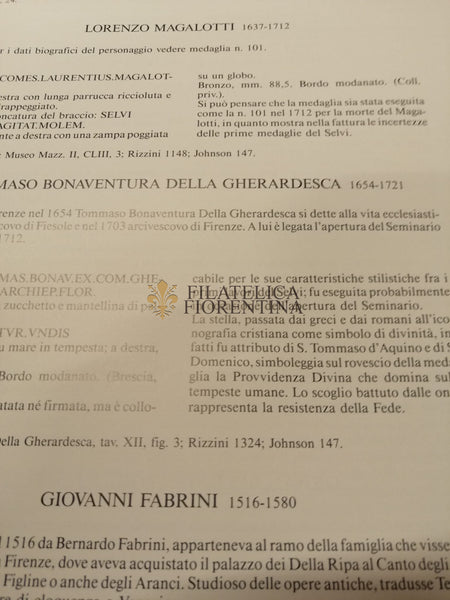 LORENZO MAGALOTTI 1637-1712
r i dati biografici del personaggio vedere medaglia n. 101.
COMES.LAURENTIUS.MAGALOT-
estra con lunga parrucca riccioluta e
rappeggiato.
oncatura del braccio: SELVI
AGITAT.MOLEM.
nte a destra con una zampa poggiata
su un globo.
Bronzo, mm. 88,5. Bordo modanato. (Coll.
priv.).
Si può pensare che la medaglia sia stata eseguita
come la n. 101 nel 1712 per la morte del Maga-
lotti, in quanto mostra nella fattura le incertezze
delle prime medaglie del Selvi.
Museo Mazz. II, CLIII, 3; Rizzini 1148; Johnson 147.
MASO BONAVENTURA DELLA GHERARDESCA 1654-1721
renze nel 1654 Tommaso Bonaventura Della Gherardesca si dette alla vita ecclesiasti-
covo di Fiesole e nel 1703 arcivescovo di Firenze. A lui è legata l'apertura del Seminario
1712.
MAS.BONAV.EX.COM.GHE-
ARCHIEP.FLOR.
zucchetto e mantellina di
TVR.VNDIS
u mare in tempesta; a destra,
Bordo modanato. (Brescia,
atata né firmata, ma è collo-
cabile per le sue caratteristiche stilistiche fra i
fu eseguita probabilmente
dell'apertura del Seminario.
La stella, passata dai greci e dai romani all'ico
nografia cristiana come simbolo di divinità, in
fatti fu attributo di S. Tommaso d'Aquino e di S
Domenico, simboleggia sul rovescio della meda
glia la Provvidenza Divina che domina sul
tempeste umane. Lo scoglio battuto dalle on
rappresenta la resistenza della Fede.
FILATELICA
FIORENTINA
Della Gherardesca, tav. XII, fig. 3; Rizzini 1324; Johnson 147.
GIOVANNI FABRINI 1516-1580
l 1516 da Bernardo Fabrini, apparteneva al ramo della famiglia che visse
Firenze, dove aveva acquistato il palazzo dei Della Ripa al Canto degli
Figline o anche degli Aranci. Studioso delle opere antiche, tradusse Te